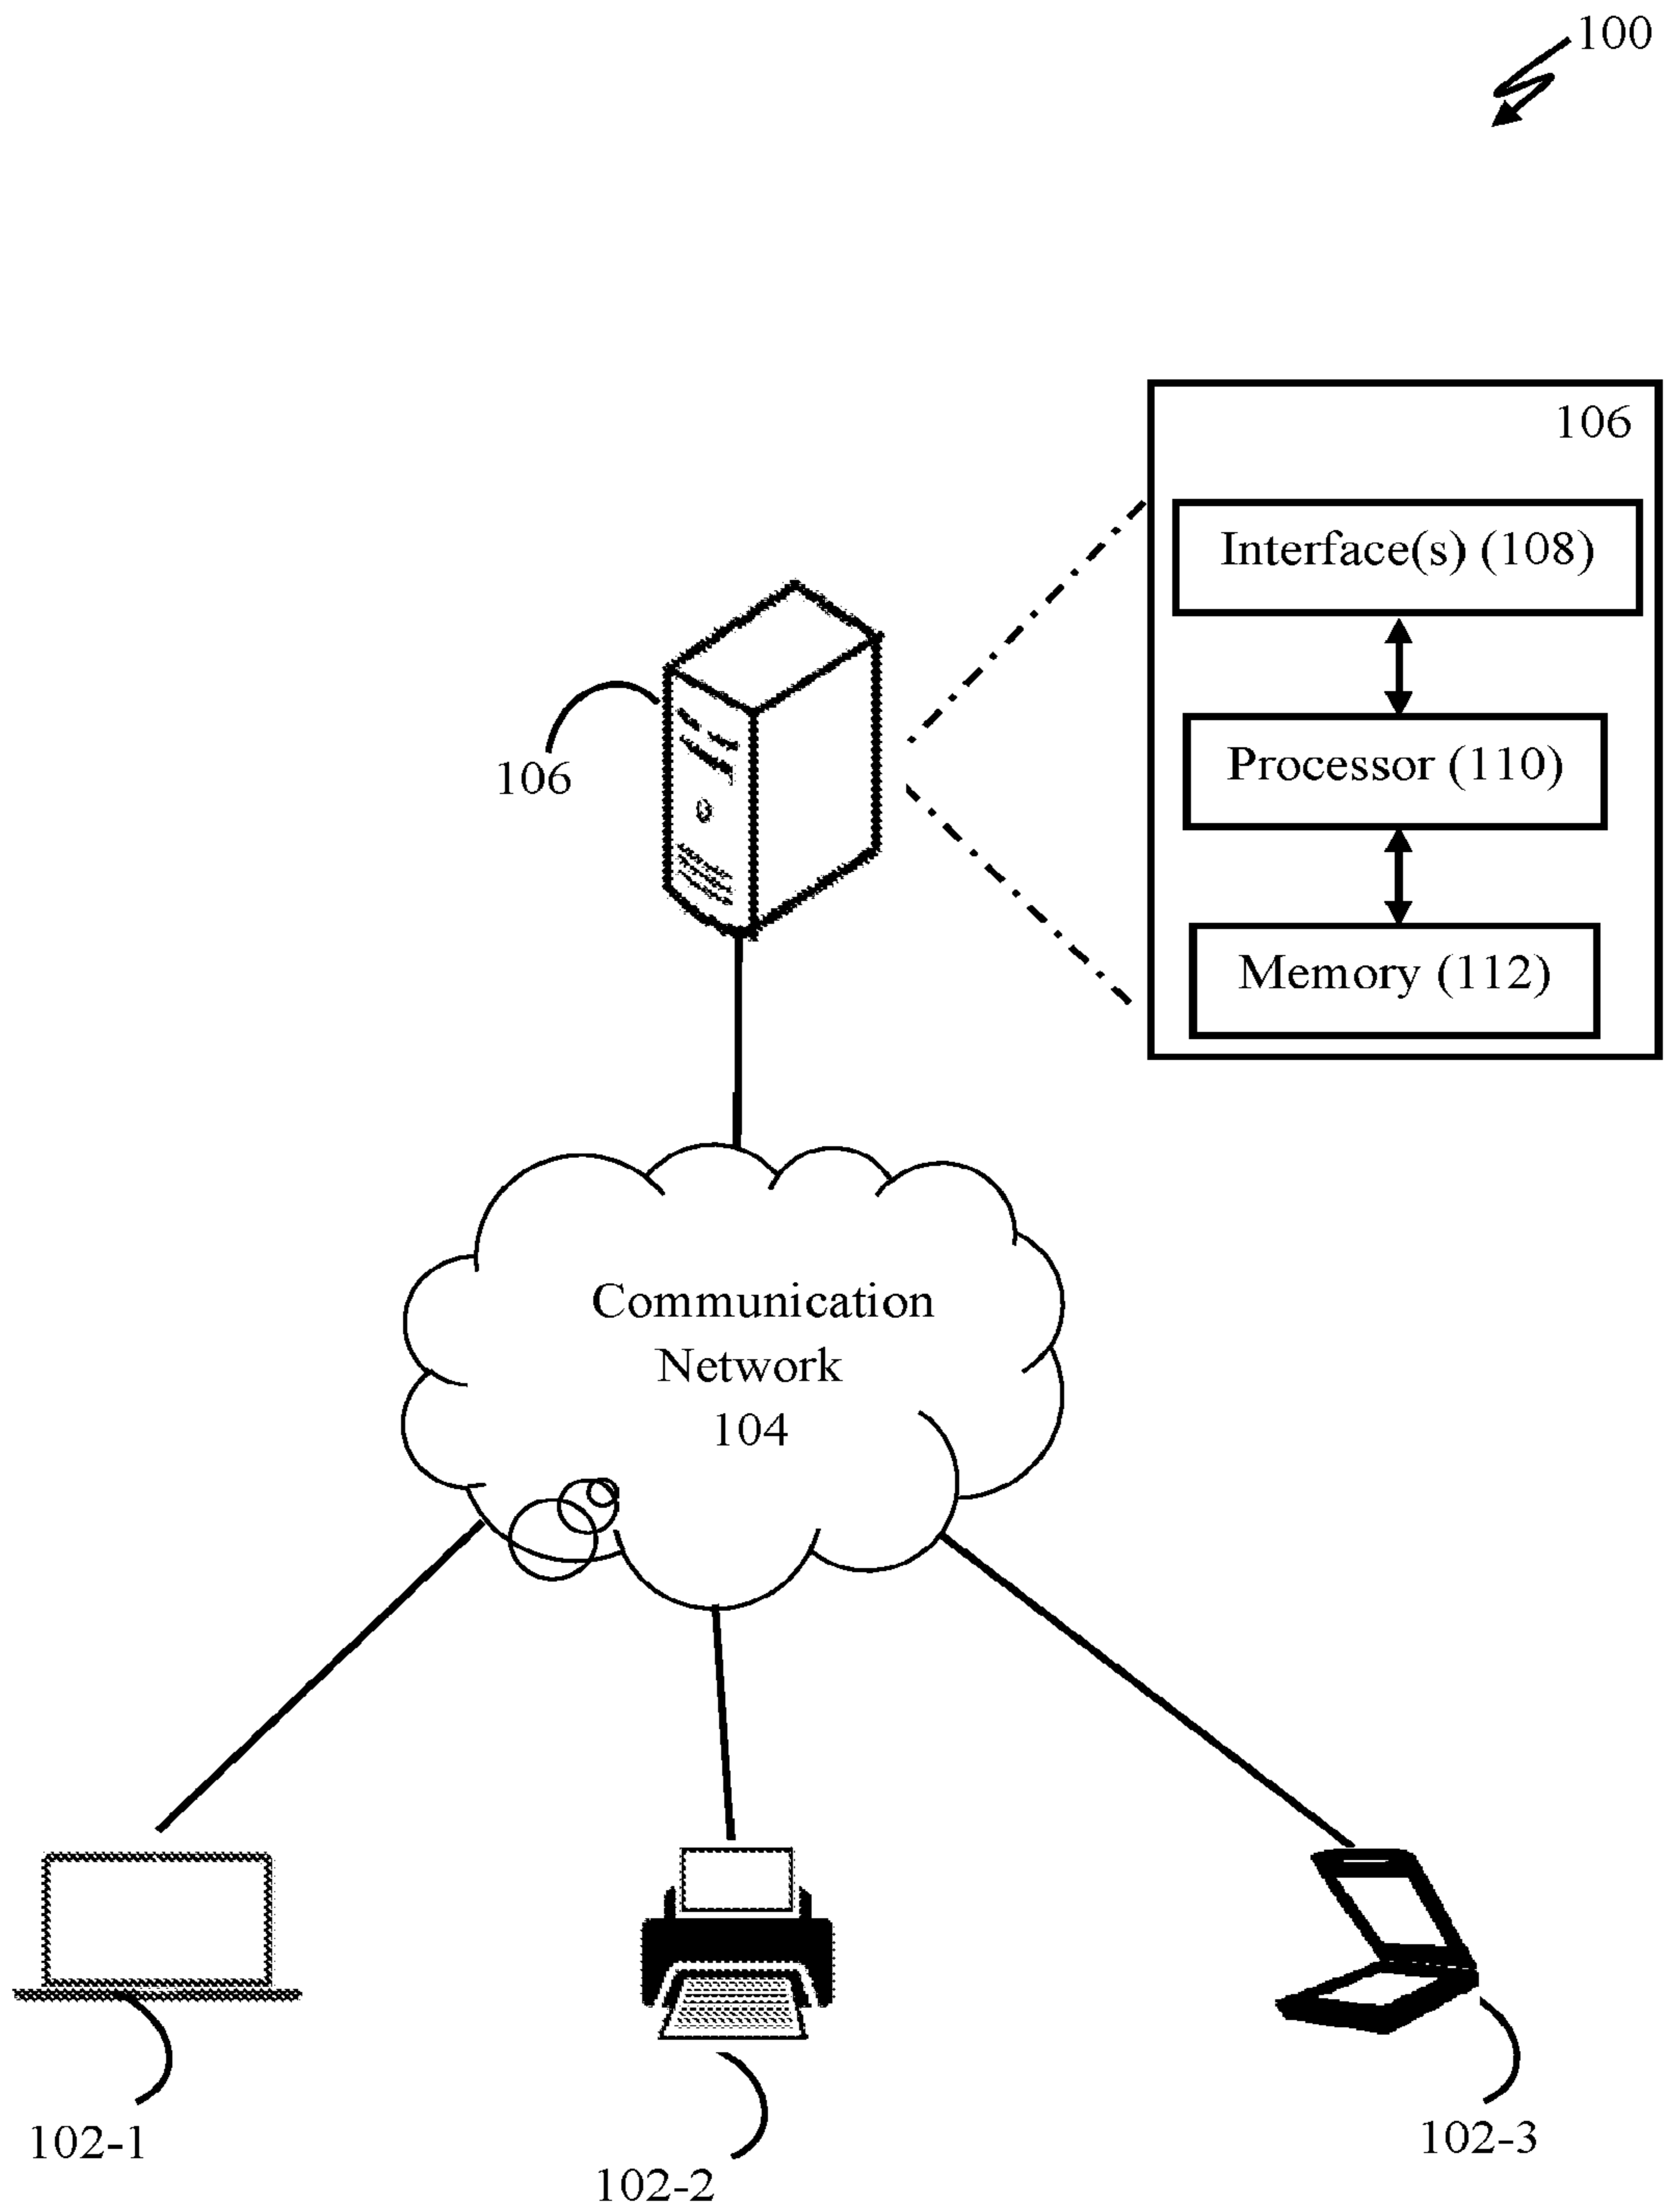 100
106
Interface(s) (108)
106
Processor (110)
Memory (112)
Communication
Network
104
102-1
102-2
102-3